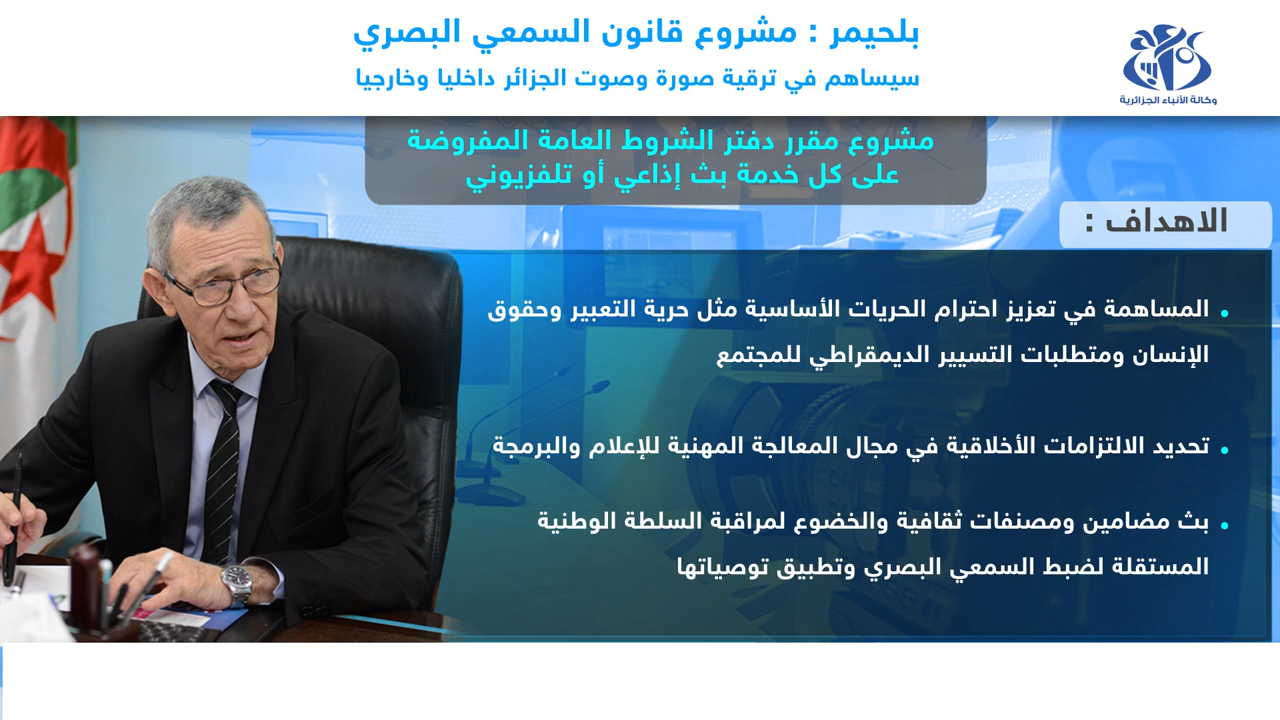 بلحيمر : مشروع قانون السمعي البصري
سيساهم في ترقية صورة وصوت الجزائر داخليا وخارجيا
وكالة الأنباء الجزائرية
مشروع مقرر دفتر الشروط العامة المفروضة
على كل خدمة بث إذاعي أو تلفزيوني
الاهداف :
• المساهمة في تعزيز احترام الحريات الأساسية مثل حرية التعبير وحقوق
الإنسان ومتطلبات التسيير الديمقراطي للمجتمع
• تحديد الالتزامات الأخلاقية في مجال المعالجة المهنية للإعلام والبرمجة
• بث مضامين ومصنفات ثقافية والخضوع لمراقبة السلطة الوطنية
المستقلة لضبط السمعي البصري وتطبيق توصياتها